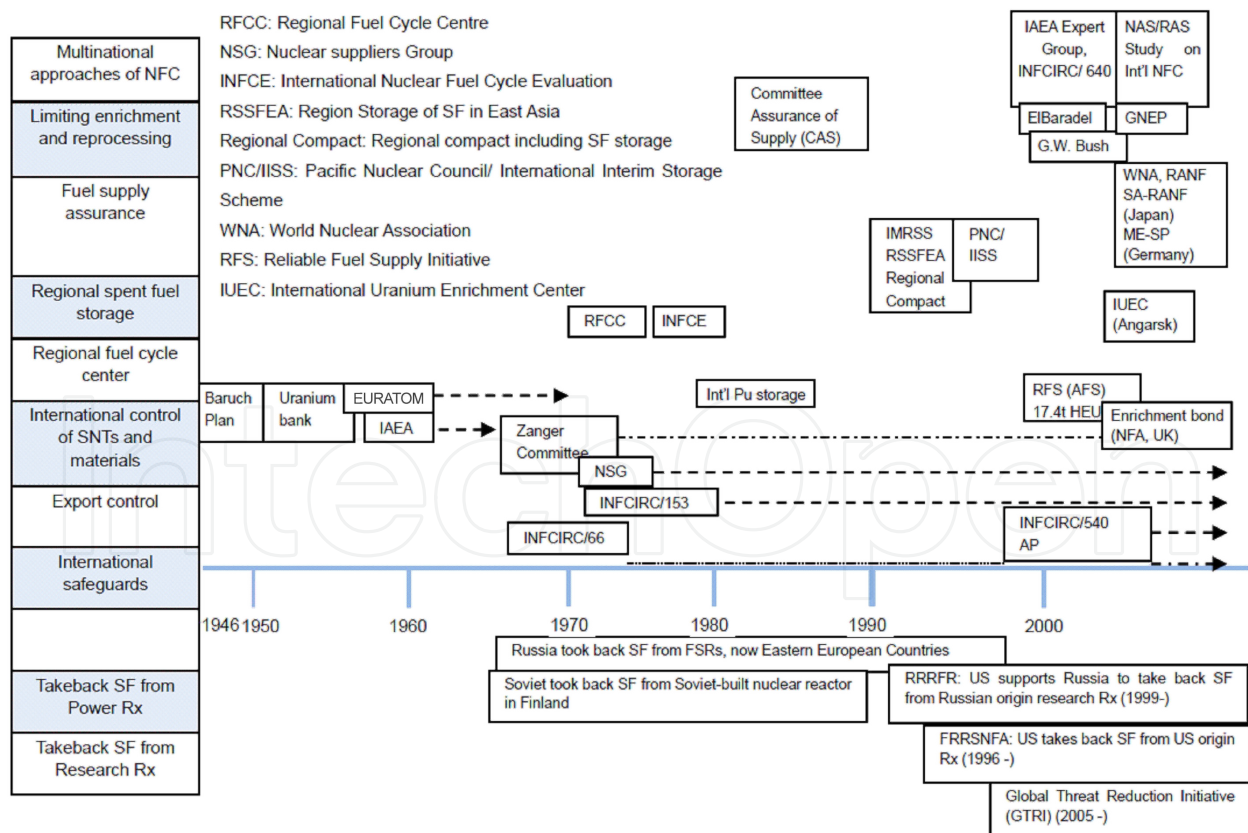 RFCC: Regional Fuel Cycle Centre
NSG: Nuclear suppliers Group
INFCE: International Nuclear Fuel Cycle Evaluation
RSSFEA: Region Storage of SF in East Asia
Regional Compact: Regional compact including SF storage
PNC/IISS: Pacific Nuclear Council/ International Interim Storage
Scheme
WNA: World Nuclear Association
RFS: Reliable Fuel Supply Initiative
IUEC: International Uranium Enrichment Center
Multinational
approaches of NFC
Limiting enrichment
and reprocessing
Fuel supply
assurance
Regional spent fuel
storage
Regional fuel cycle
center
International control
of SNTs and
materials
Export control
International
safeguards
Takeback SF from
Power Rx
Takeback SF from
Research Rx
IAEA Expert
Group,
INFCIRC/ 640
NAS/RAS
Study on
Int'l NFC
Committee
Assurance of
Supply (CAS)
ElBaradel
GNEP
G.W. Bush
WNA, RANF
SA-RANF
(Japan)
ME-SP
(Germany)
IMRSS
RSSFEA
Regional
Compact
PNC/
IISS
IUEC
(Angarsk)
RFCC
INFCE
Baruch
Plan
Uranium
bank
EURATOM
IAEA
Int'l Pu storage
RFS (AFS)
17.4t HEU
Enrichment bond
(NFA, UK)
Zanger
Committee
NSG
INFCIRC/153
INFCIRC/66
INFCIRC/540
AP
IntechOpen
1946 1950 1960 1970 1980 1990 2000
Russia took back SF from FSRs, now Eastern European Countries
Soviet took back SF from Soviet-built nuclear reactor
in Finland
RRRFR: US supports Russia to take back SF
from Russian origin research Rx (1999-)
FRRSNFA: US takes back SF from US origin
Rx (1996 -)
Global Threat Reduction Initiative
(GTRI) (2005 -)